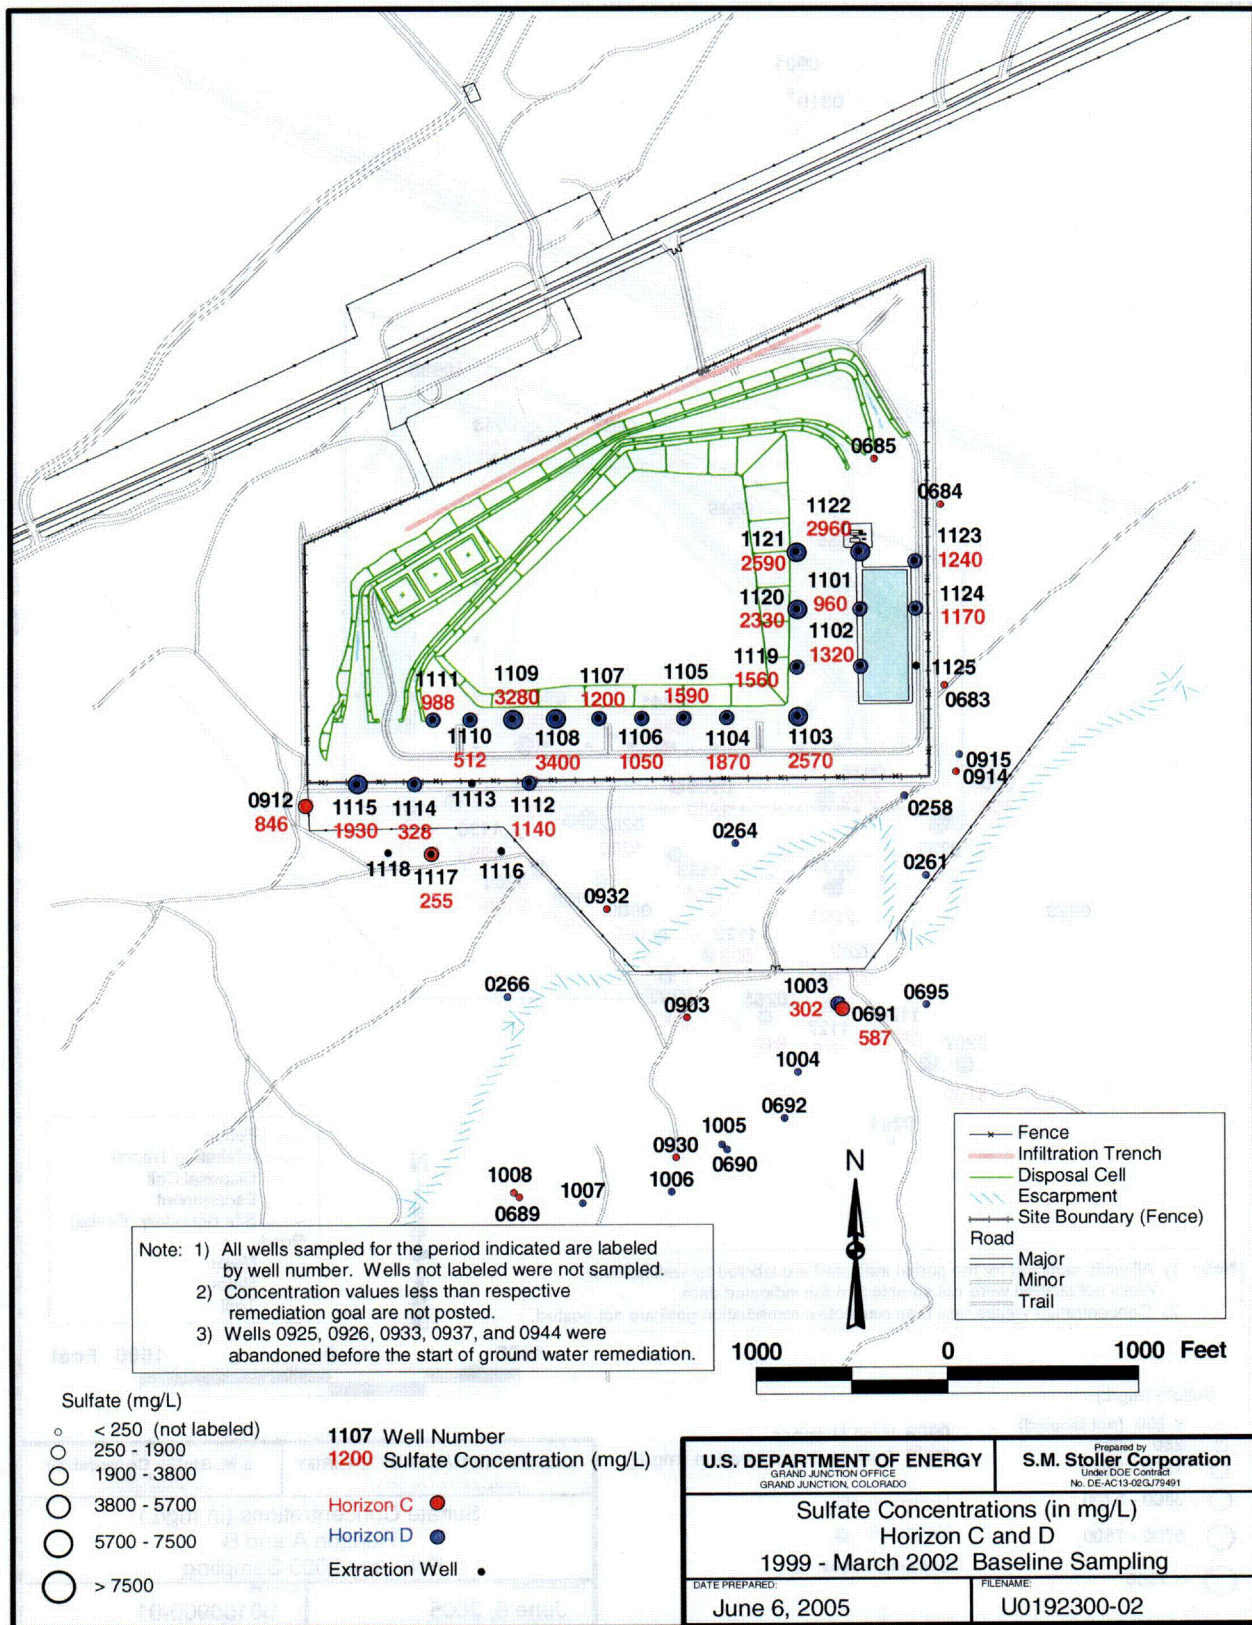 0685
0684
1122
2960
1121
2590
1123
1240
1101
960
1120
2330
1124
1170
1102
1320
1119
1560
1125
0683
1111
988
1109
3280
1107
1200
1105
1590
1110
512
1108
3400
1106
1050
1104
1870
1103
2570
0915
0914
0258
0912
846
1115
1930
1114
328
1113
1112
1140
0264
0261
1118
1117
255
1116
0932
0266
0903
1003
302
0691
587
0695
1004
0692
1005
0690
0930
1006
1008
0689
1007
Fence
Infiltration Trench
Disposal Cell
Escarpment
Site Boundary (Fence)
Road
Major
Minor
Trail
N
Note: 1) All wells sampled for the period indicated are labeled
by well number. Wells not labeled were not sampled.
2) Concentration values less than respective
remediation goal are not posted.
3) Wells 0925, 0926, 0933, 0937, and 0944 were
abandoned before the start of ground water remediation.
1000 0 1000 Feet
Sulfate (mg/L)
< 250 (not labeled)
250 - 1900
1900 - 3800
3800 - 5700
5700 - 7500
> 7500
1107 Well Number
1200 Sulfate Concentration (mg/L)
Horizon C
Horizon D
Extraction Well
U.S. DEPARTMENT OF ENERGY
GRAND JUNCTION OFFICE
GRAND JUNCTION, COLORADO
Prepared by
S.M. Stoller Corporation
Under DOE Contract
No. DE-AC13-02GJ79491
Sulfate Concentrations (in mg/L)
Horizon C and D
1999 - March 2002 Baseline Sampling
DATE PREPARED:
June 6, 2005
FILENAME:
U0192300-02